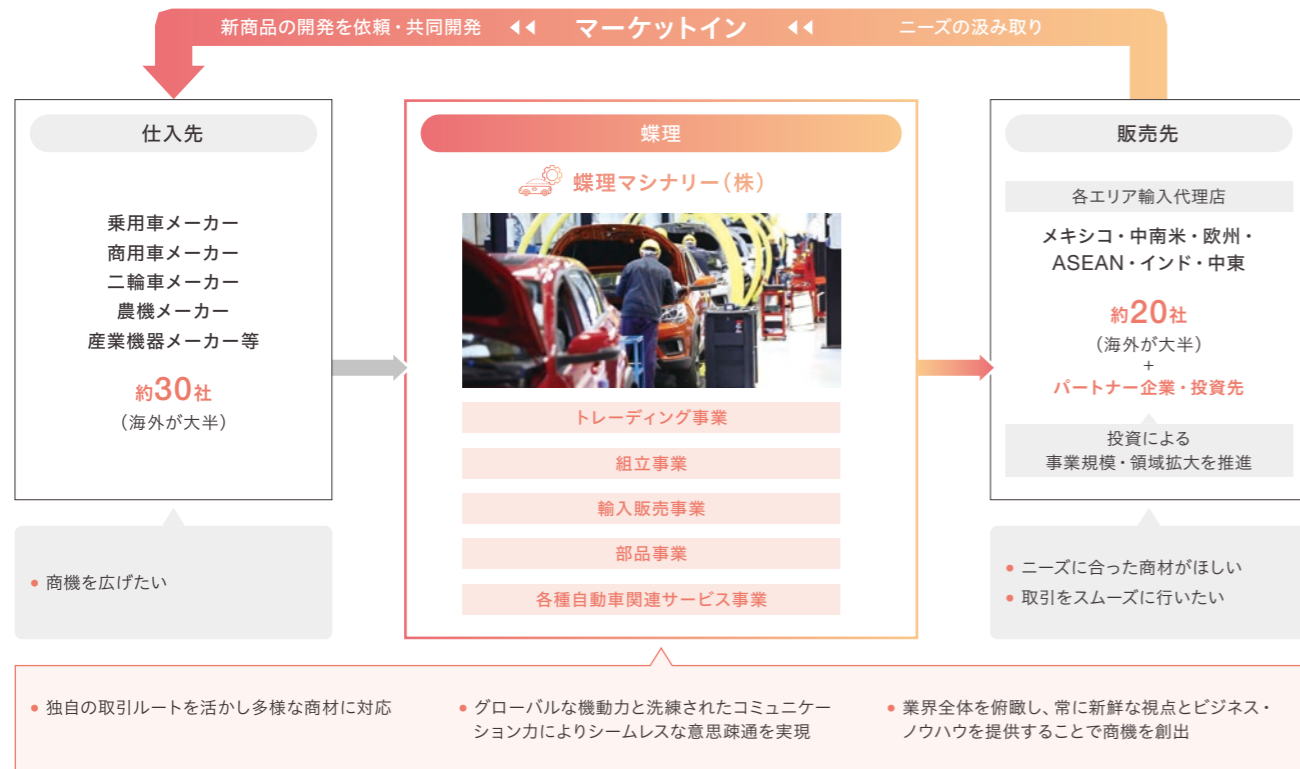 新商品の開発を依頼・共同開発 ◀◀ マーケットイン ◀◀ ニーズの汲み取り
仕入先
乗用車メーカー
商用車メーカー
二輪車メーカー
農機メーカー
産業機器メーカー等
約30社
（海外が大半）
商機を広げたい
蝶理
蝶理マシナリー（株）
トレーディング事業
組立事業
輸入販売事業
部品事業
各種自動車関連サービス事業
販売先
各エリア輸入代理店
メキシコ・中南米・欧州・
ASEAN・インド・中東
約20社
（海外が大半）
+
パートナー企業・投資先
投資による
事業規模・領域拡大を推進
ニーズに合った商材がほしい
取引をスムーズに行いたい
独自の取引ルートを活かし多様な商材に対応
グローバルな機動力と洗練されたコミュニケー
ション力によりシームレスな意思疎通を実現
業界全体を俯瞰し、常に新鮮な視点とビジネス・
ノウハウを提供することで商機を創出